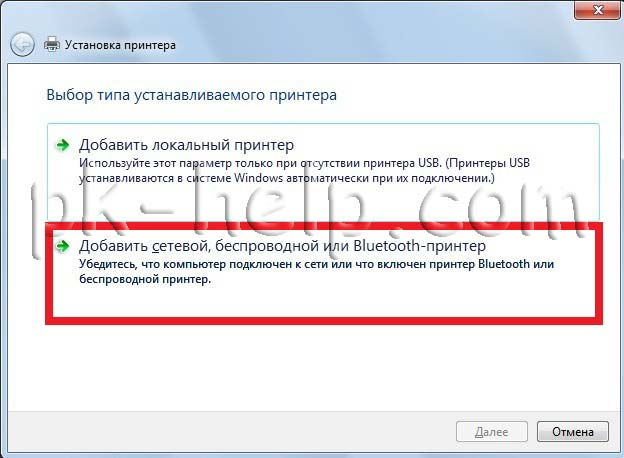 Установка принтера
Выбор типа устанавливаемого принтера
Добавить локальный принтер
Используйте этот параметр только при отсутствии принтера USB. (Принтеры USB
устанавливаются в системе Windows автоматически при их подключении.)
pk-help.com
Добавить сетевой, беспроводной или Bluetooth-принтер
Убедитесь, что компьютер подключен к сети или что включен принтер Bluetooth или
беспроводной принтер.
Далее
Отмена